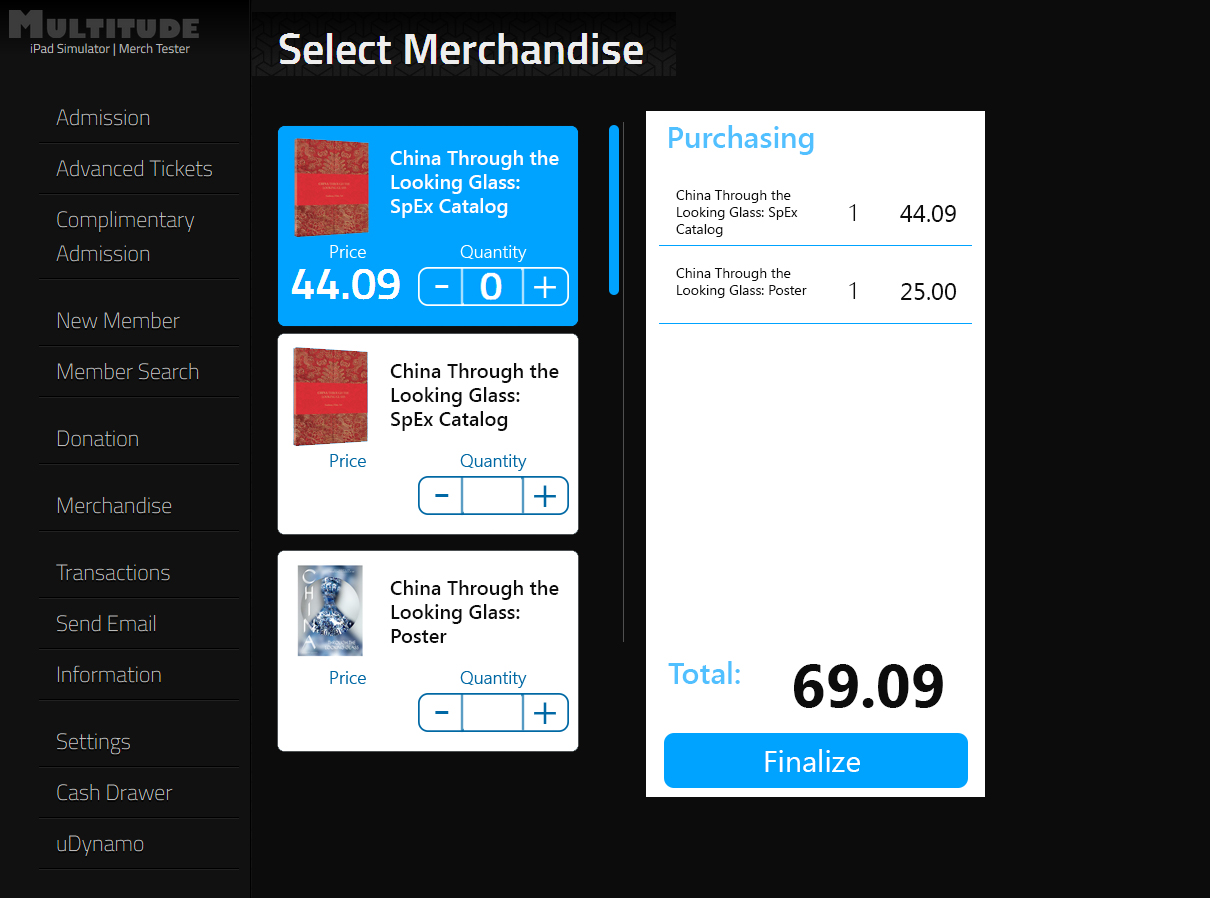 MULTITUDE
iPad Simulator | Merch Tester
Admission
Advanced Tickets
Complimentary
Admission
New Member
Member Search
Donation
Merchandise
Transactions
Send Email
Information
Settings
Cash Drawer
uDynamo
Select Merchandise
China Through the
Looking Glass:
SpEx Catalog
Price
Quantity
44.09
- 0 +
China Through the
Looking Glass:
SpEx Catalog
Price
Quantity
- +
CHINA
China Through the
Looking Glass:
Poster
Price
Quantity
- +
Purchasing
China Through the
Looking Glass: SpEx
Catalog
1
44.09
China Through the
Looking Glass: Poster
1
25.00
Total:
69.09
Finalize